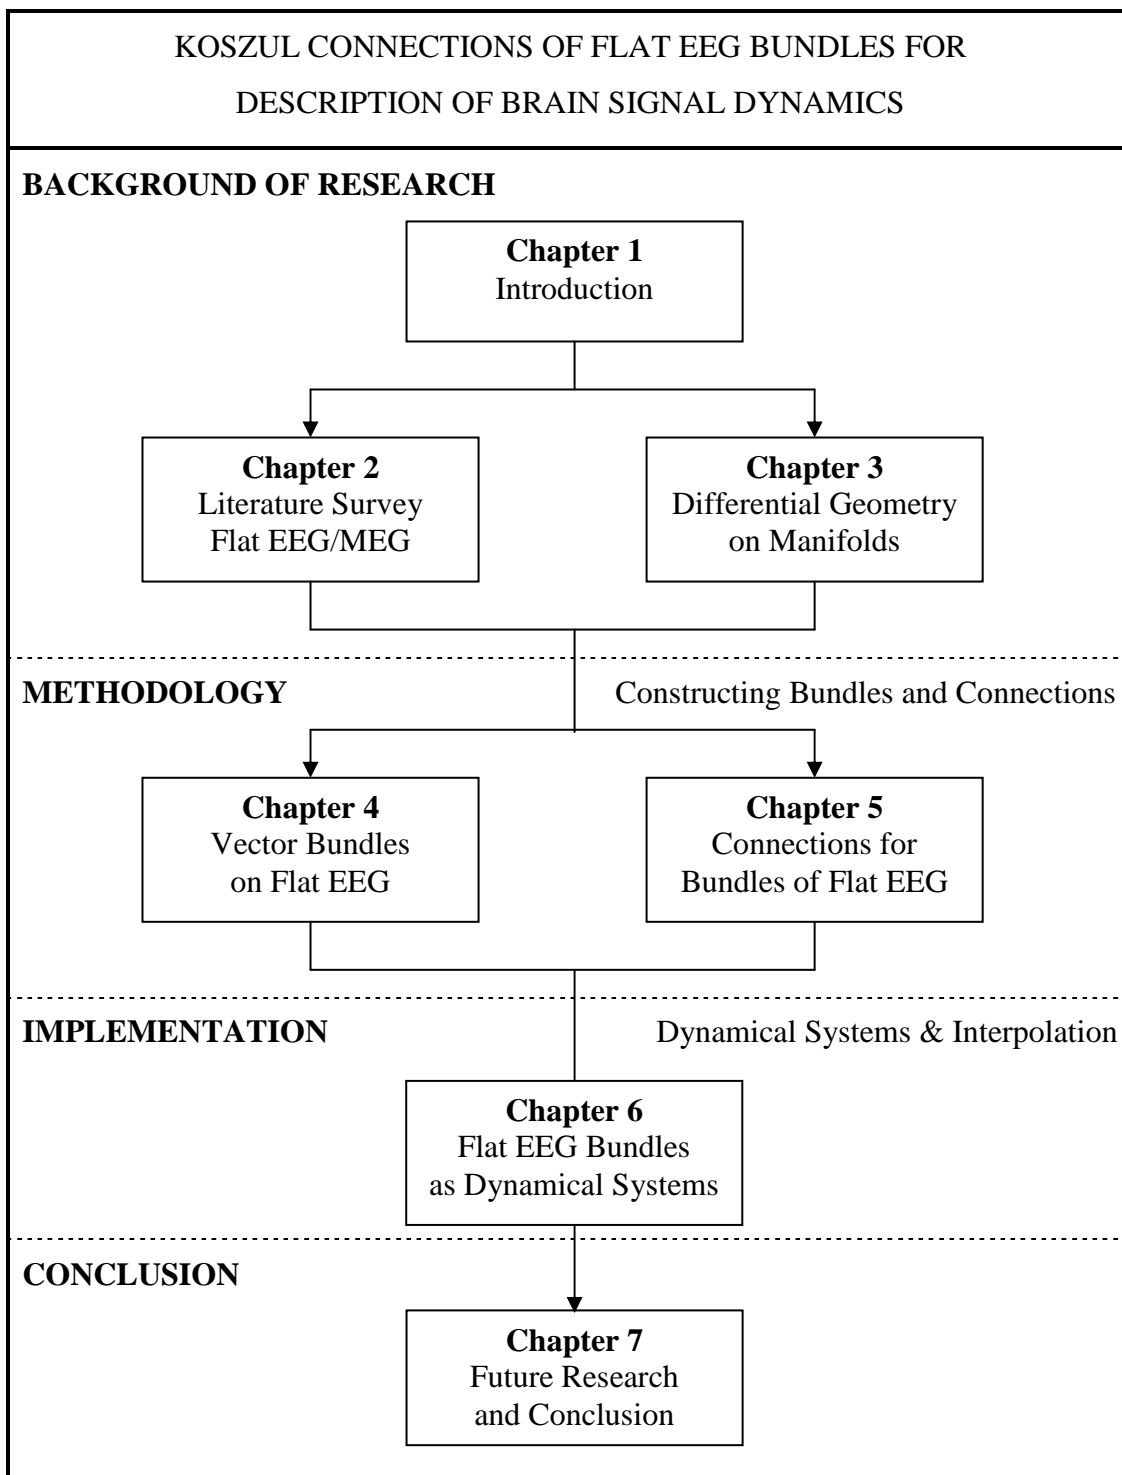 KOSZUL CONNECTIONS OF FLAT EEG BUNDLES FOR
DESCRIPTION OF BRAIN SIGNAL DYNAMICS
BACKGROUND OF RESEARCH
Chapter 1
Introduction
Chapter 2
Literature Survey
Flat EEG/MEG
Chapter 3
Differential Geometry
on Manifolds
METHODOLOGY
Constructing Bundles and Connections
Chapter 4
Vector Bundles
on Flat EEG
Chapter 5
Connections for
Bundles of Flat EEG
IMPLEMENTATION
Dynamical Systems & Interpolation
Chapter 6
Flat EEG Bundles
as Dynamical Systems
CONCLUSION
Chapter 7
Future Research
and Conclusion